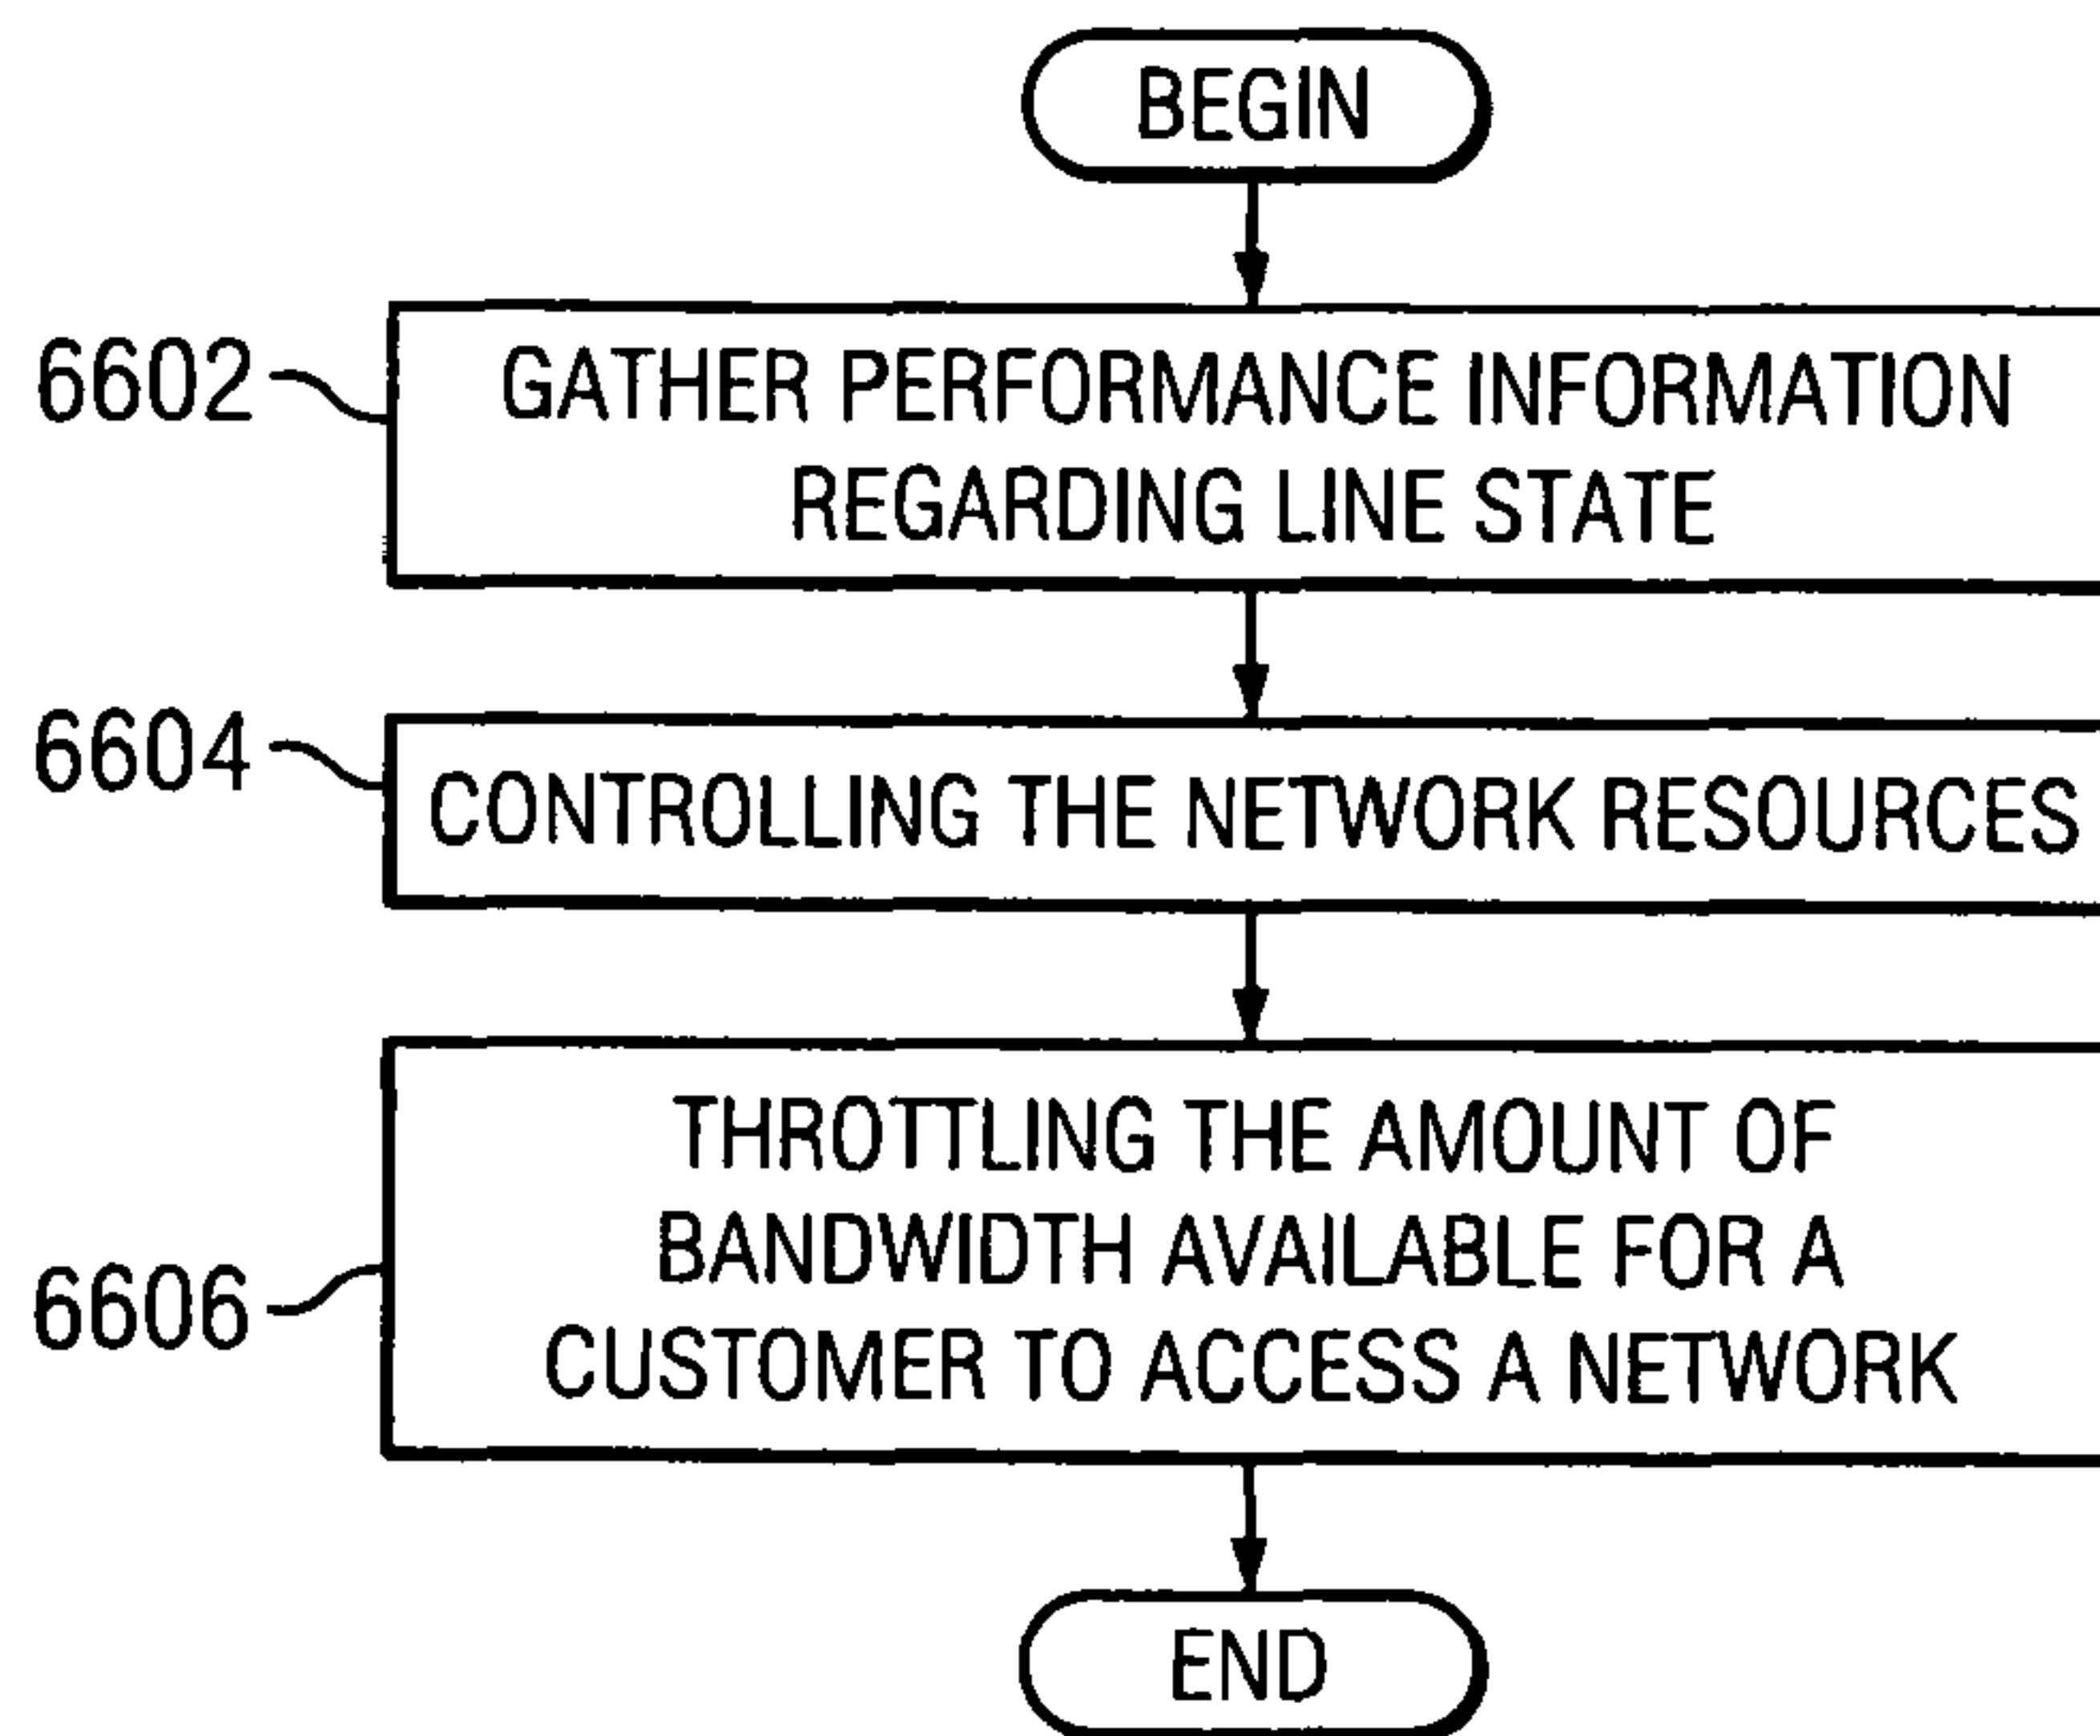 BEGIN
6602
GATHER PERFORMANCE INFORMATION
REGARDING LINE STATE
6604
CONTROLLING THE NETWORK RESOURCES
6606
THROTTLING THE AMOUNT OF
BANDWIDTH AVAILABLE FOR A
CUSTOMER TO ACCESS A NETWORK
END